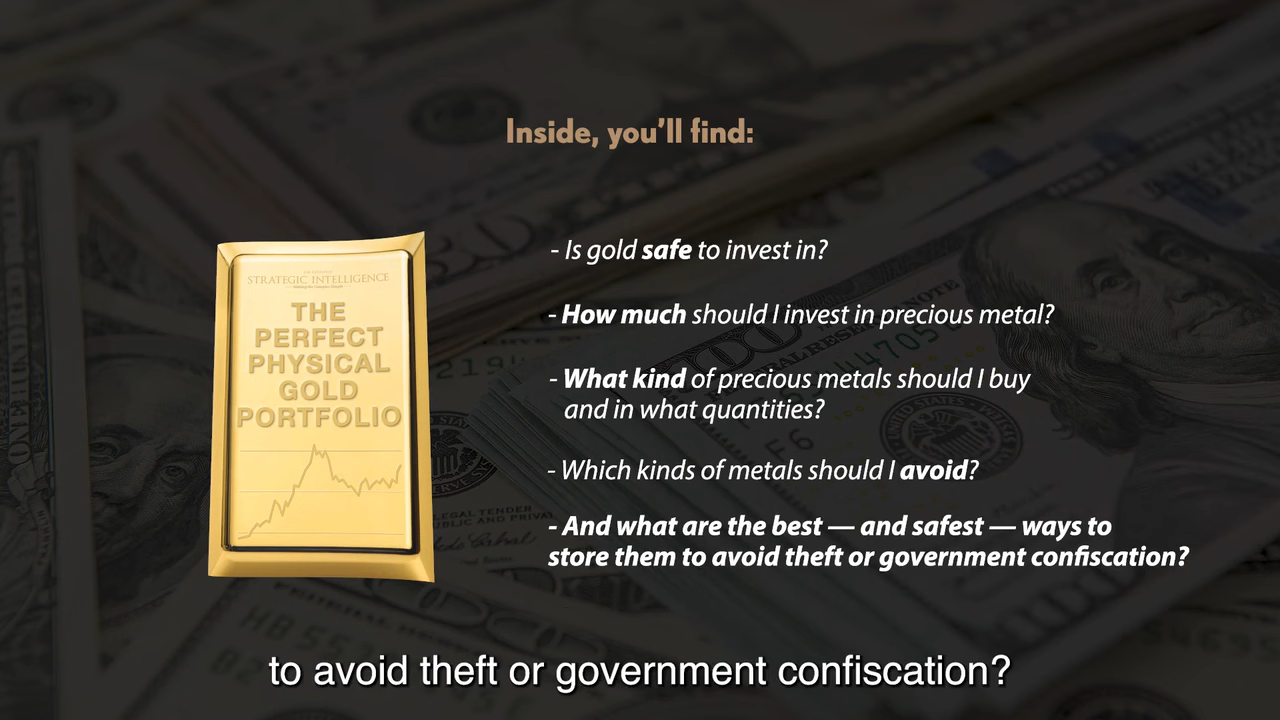 Inside, you'll find:
STRATEGIC INTELLIGENCE
THE
PERFECT
PHYSICAL
GOLD
PORTFOLIO
- Is gold safe to invest in?
- How much should I invest in precious metal?
- What kind of precious metals should I buy
and in what quantities?
- Which kinds of metals should I avoid?
- And what are the best — and safest — ways to
store them to avoid theft or government confiscation?
to avoid theft or government confiscation?